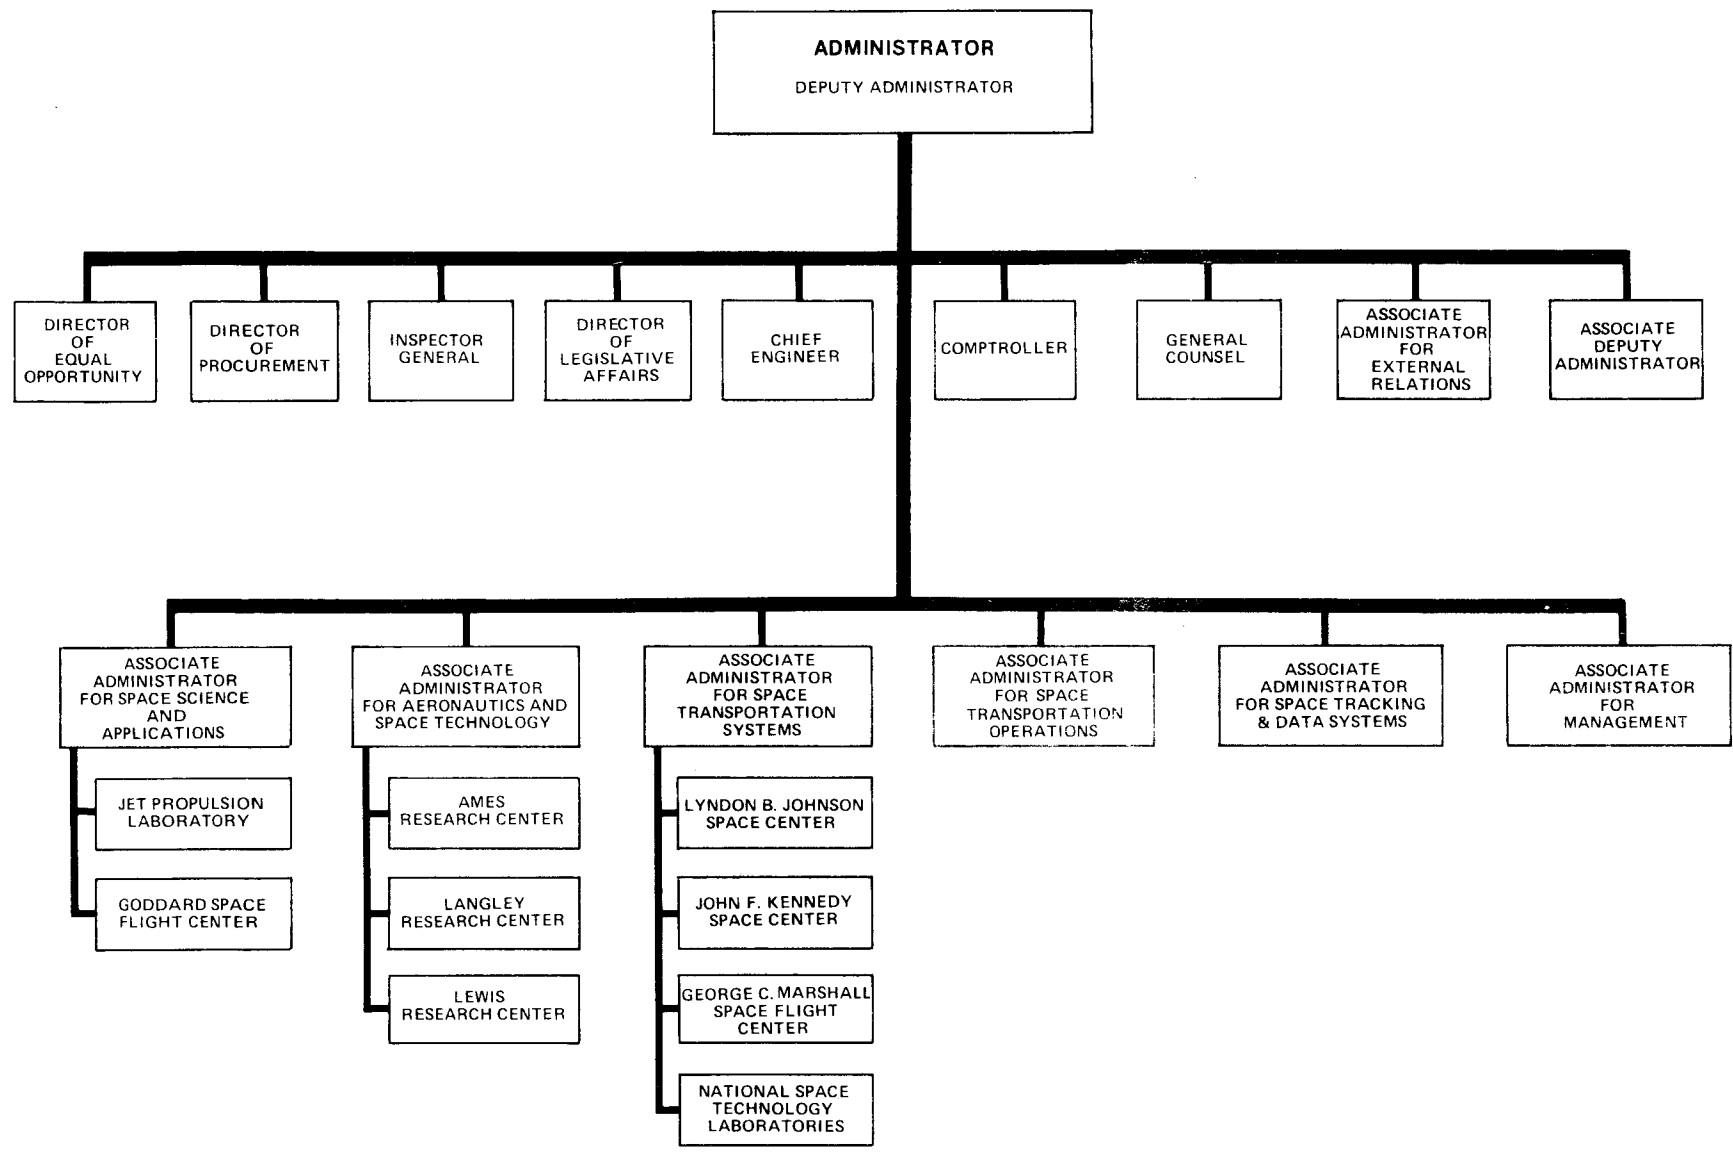 ADMINISTRATOR
DEPUTY ADMINISTRATOR
DIRECTOR
OF
EQUAL
OPPORTUNITY
DIRECTOR
OF
PROCUREMENT
INSPECTOR
GENERAL
DIRECTOR
OF
LEGISLATIVE
AFFAIRS
CHIEF
ENGINEER
COMPTROLLER
GENERAL
COUNSEL
ASSOCIATE
ADMINISTRATOR
FOR
EXTERNAL
RELATIONS
ASSOCIATE
DEPUTY
ADMINISTRATOR
ASSOCIATE
ADMINISTRATOR
FOR SPACE SCIENCE
AND
APPLICATIONS
JET PROPULSION
LABORATORY
GODDARD SPACE
FLIGHT CENTER
ASSOCIATE
ADMINISTRATOR
FOR AERONAUTICS AND
SPACE TECHNOLOGY
AMES
RESEARCH CENTER
LANGLEY
RESEARCH CENTER
LEWIS
RESEARCH CENTER
ASSOCIATE
ADMINISTRATOR
FOR SPACE
TRANSPORTATION
SYSTEMS
LYNDON B. JOHNSON
SPACE CENTER
JOHN F. KENNEDY
SPACE CENTER
GEORGE C. MARSHALL
SPACE FLIGHT
CENTER
NATIONAL SPACE
TECHNOLOGY
LABORATORIES
ASSOCIATE
ADMINISTRATOR
FOR SPACE
TRANSPORTATION
OPERATIONS
ASSOCIATE
ADMINISTRATOR
FOR SPACE TRACKING
& DATA SYSTEMS
ASSOCIATE
ADMINISTRATOR
FOR
MANAGEMENT